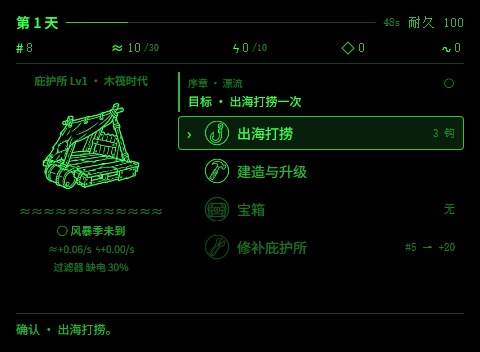 第 1 天 48s 耐久 100
# 8 ≈ 10 /30 ϟ 0 /10 ◇ 0 ∿ 0
庇护所 Lv1 · 木筏时代
序章 · 漂流 ○
目标 · 出海打捞一次
› 出海打捞 3 钩
建造与升级
宝箱 无
修补庇护所 #5 → +20
≈≈≈≈≈≈≈≈≈≈≈≈
○ 风暴季未到
≈+0.06/s ϟ+0.00/s
过滤器 缺电 30%
确认 · 出海打捞。